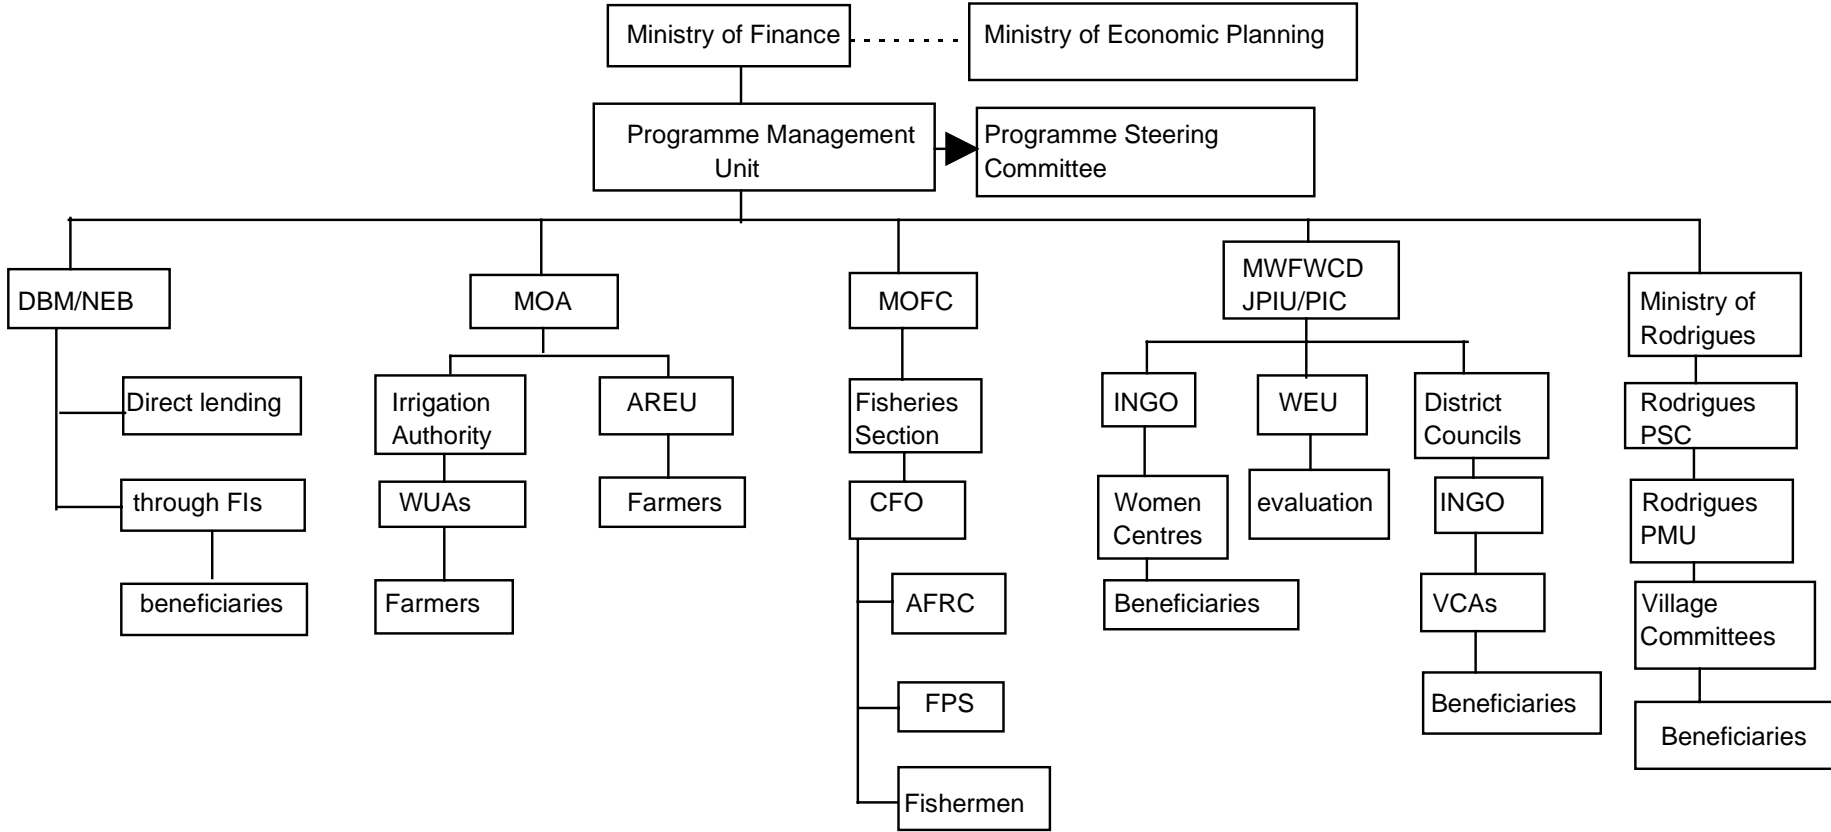 Ministry of Finance
Ministry of Economic Planning
Programme Management
Unit
Programme Steering
Committee
DBM/NEB
Direct lending
through FIs
beneficiaries
MOA
Irrigation
Authority
WUAs
Farmers
AREU
Farmers
MOFC
Fisheries
Section
CFO
AFRC
FPS
Fishermen
MWFWCD
JPIU/PIC
INGO
Women
Centres
Beneficiaries
WEU
evaluation
District
Councils
INGO
VCAs
Beneficiaries
Ministry of
Rodrigues
Rodrigues
PSC
Rodrigues
PMU
Village
Committees
Beneficiaries